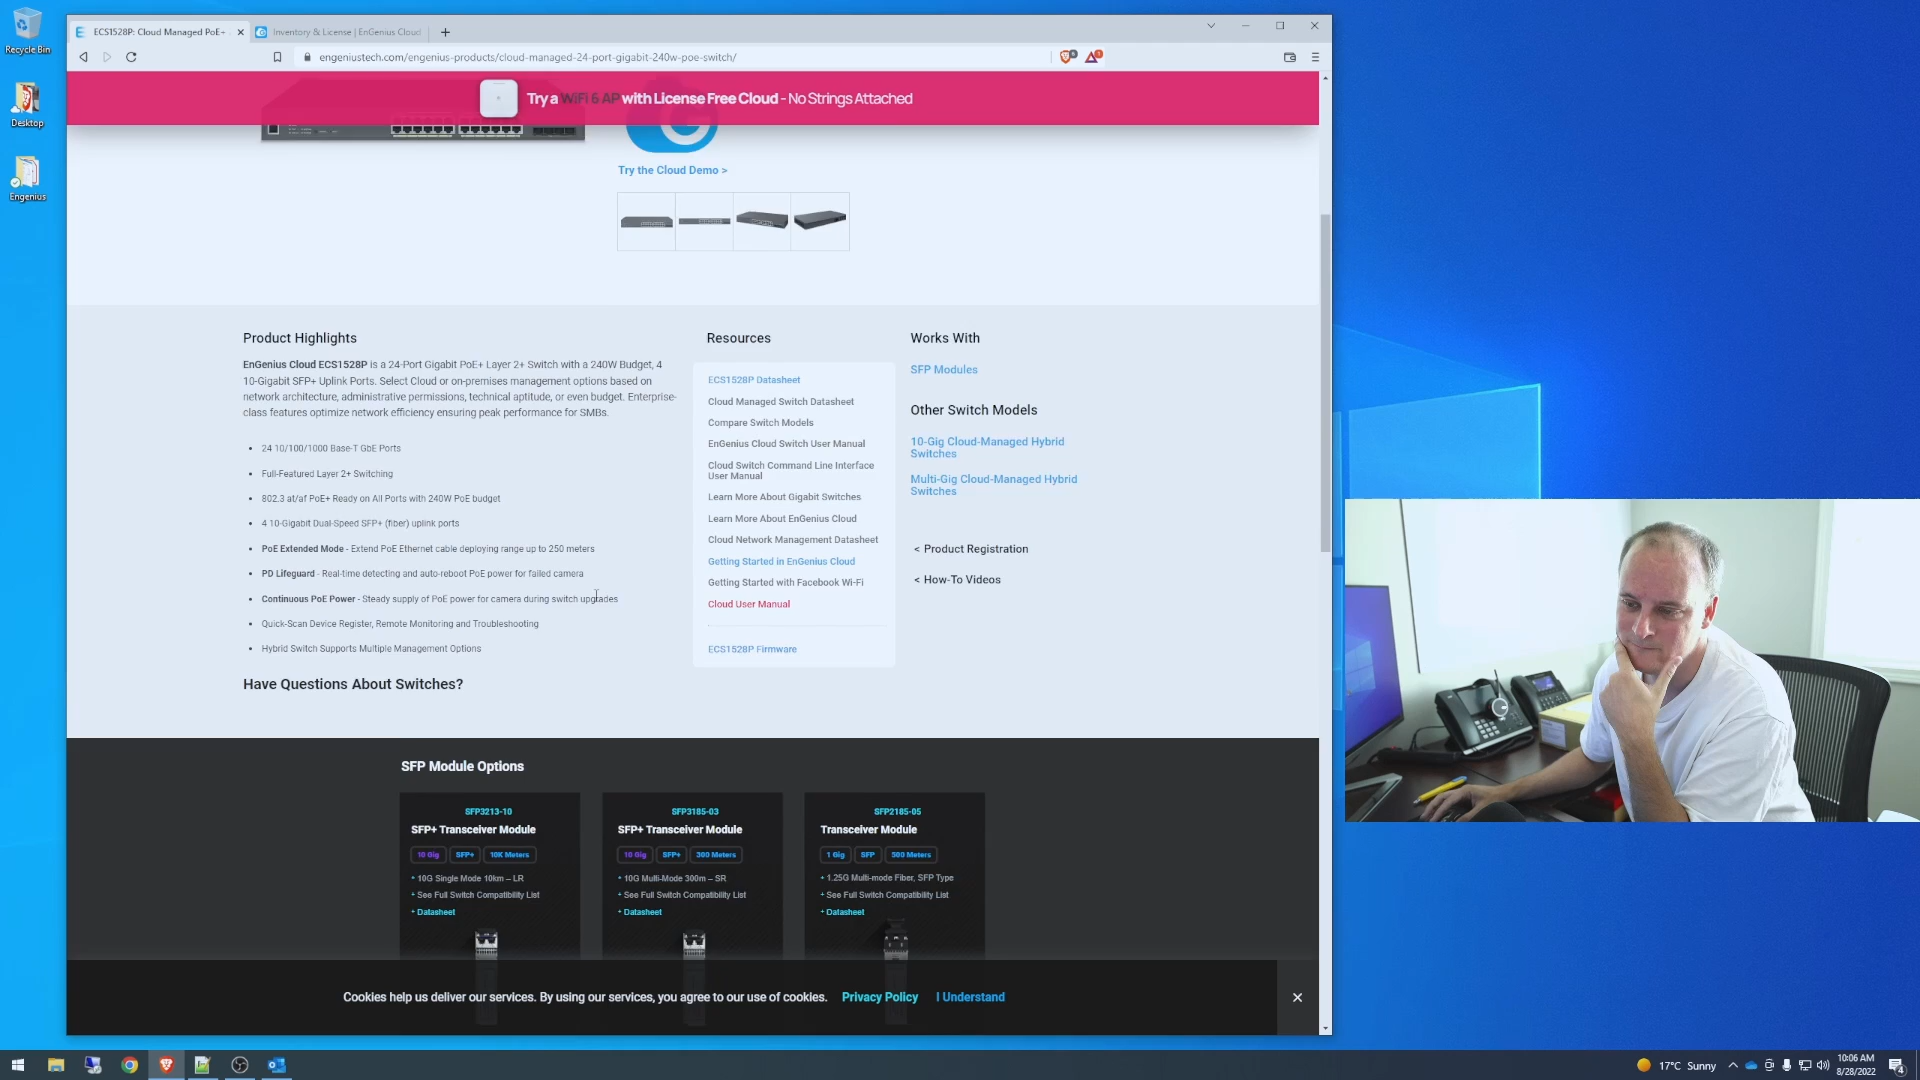 Recycle Bin
Desktop
Engenius
ECS1528P: Cloud Managed PoE+
Inventory & License | EnGenius Cloud
engeniustech.com/engenius-products/cloud-managed-24-port-gigabit-240w-poe-switch/
Try a WiFi 6 AP with License Free Cloud - No Strings Attached
Try the Cloud Demo >
Product Highlights
EnGenius Cloud ECS1528P is a 24-Port Gigabit PoE+ Layer 2+ Switch with a 240W Budget, 4
10-Gigabit SFP+ Uplink Ports. Select Cloud or on-premises management options based on
network architecture, administrative permissions, technical aptitude, or even budget. Enterprise-
class features optimize network efficiency ensuring peak performance for SMBs.
• 24 10/100/1000 Base-T GbE Ports
• Full-Featured Layer 2+ Switching
• 802.3 at/af PoE+ Ready on All Ports with 240W PoE budget
• 4 10-Gigabit Dual-Speed SFP+ (fiber) uplink ports
• PoE Extended Mode - Extend PoE Ethernet cable deploying range up to 250 meters
• PD Lifeguard - Real-time detecting and auto-reboot PoE power for failed camera
• Continuous PoE Power - Steady supply of PoE power for camera during switch upgrades
• Quick-Scan Device Register, Remote Monitoring and Troubleshooting
• Hybrid Switch Supports Multiple Management Options
Have Questions About Switches?
Resources
ECS1528P Datasheet
Cloud Managed Switch Datasheet
Compare Switch Models
EnGenius Cloud Switch User Manual
Cloud Switch Command Line Interface
User Manual
Learn More About Gigabit Switches
Learn More About EnGenius Cloud
Cloud Network Management Datasheet
Getting Started in EnGenius Cloud
Getting Started with Facebook Wi-Fi
Cloud User Manual
ECS1528P Firmware
Works With
SFP Modules
Other Switch Models
10-Gig Cloud-Managed Hybrid
Switches
Multi-Gig Cloud-Managed Hybrid
Switches
< Product Registration
< How-To Videos
SFP Module Options
SFP3213-10
SFP+ Transceiver Module
10 Gig SFP+ 10K Meters
+ 10G Single Mode 10km – LR
+ See Full Switch Compatibility List
+ Datasheet
SFP3185-03
SFP+ Transceiver Module
10 Gig SFP+ 300 Meters
+ 10G Multi-Mode 300m – SR
+ See Full Switch Compatibility List
+ Datasheet
SFP2185-05
Transceiver Module
1 Gig SFP 500 Meters
+ 1.25G Multi-mode Fiber, SFP Type
+ See Full Switch Compatibility List
+ Datasheet
Cookies help us deliver our services. By using our services, you agree to our use of cookies. Privacy Policy I Understand
17°C Sunny
10:06 AM
8/28/2022
4